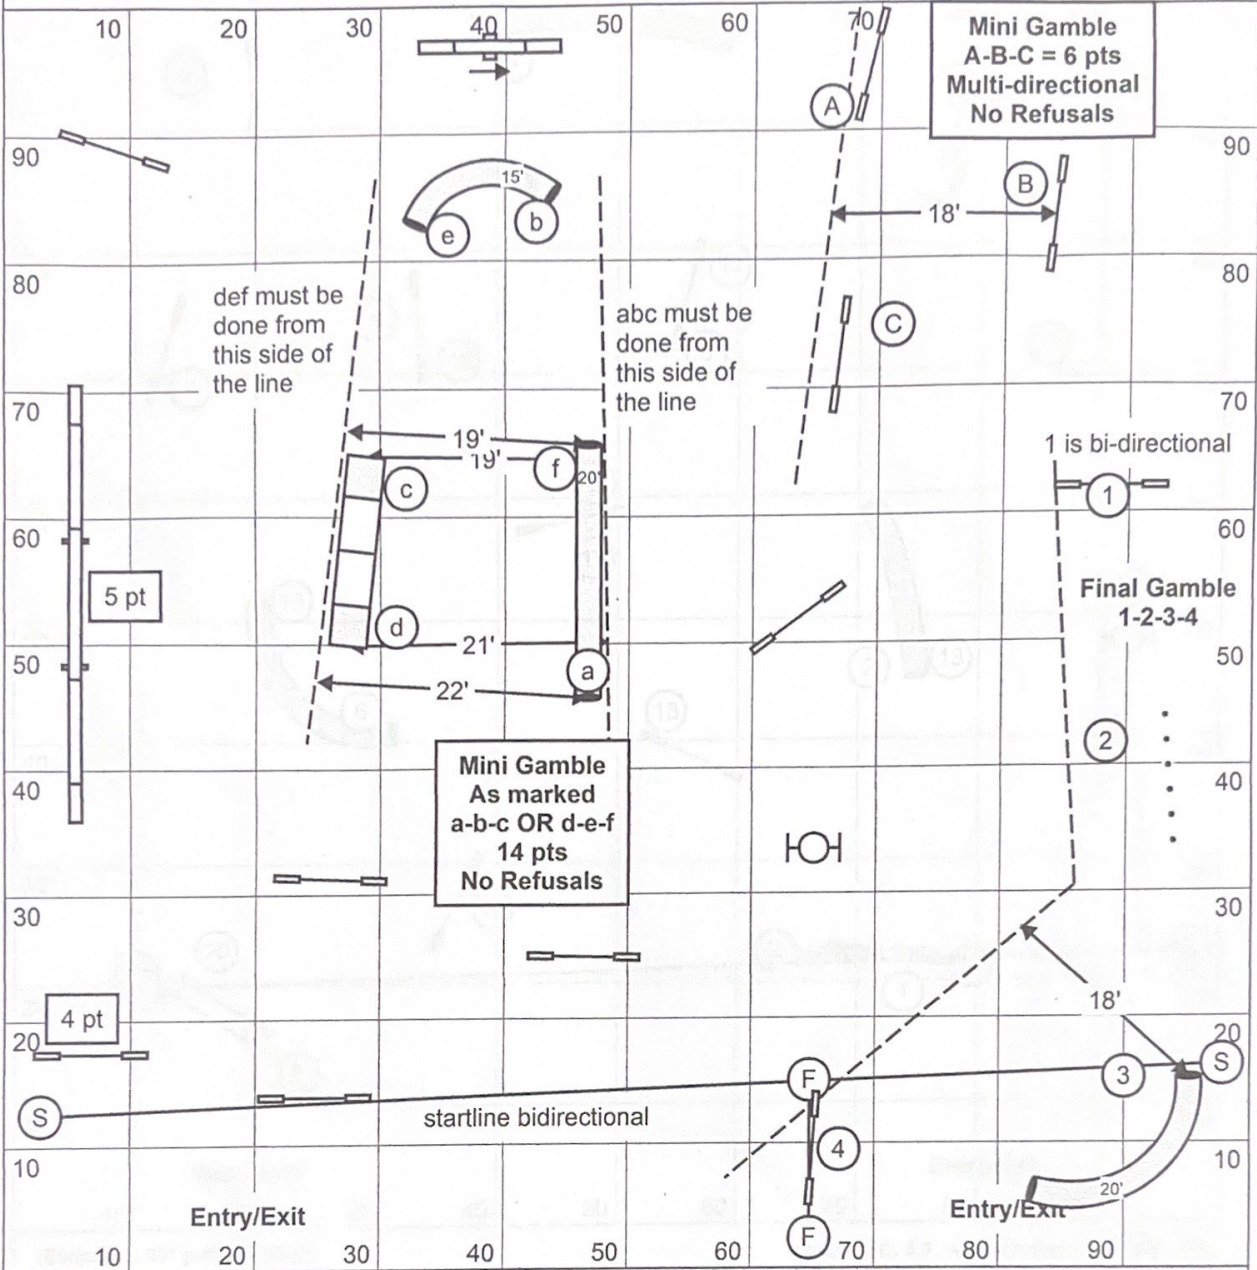 10 20 30 40 50 60 70
Mini Gamble
A-B-C = 6 pts
Multi-directional
No Refusals
A
90
90
15'
B
e
b
18'
80
80
def must be
done from
this side of
the line
abc must be
done from
this side of
the line
C
70
70
19'
19'
f
20'
c
1 is bi-directional
1
60
60
5 pt
Final Gamble
1-2-3-4
d
21'
50
50
a
22'
2
40
40
Mini Gamble
As marked
a-b-c OR d-e-f
14 pts
No Refusals
30
30
4 pt
18'
20
20
F
3
S
S
startline bidirectional
4
10
10
20'
Entry/Exit
Entry/Exit
F
10 20 30 40 50 60 70 80 90